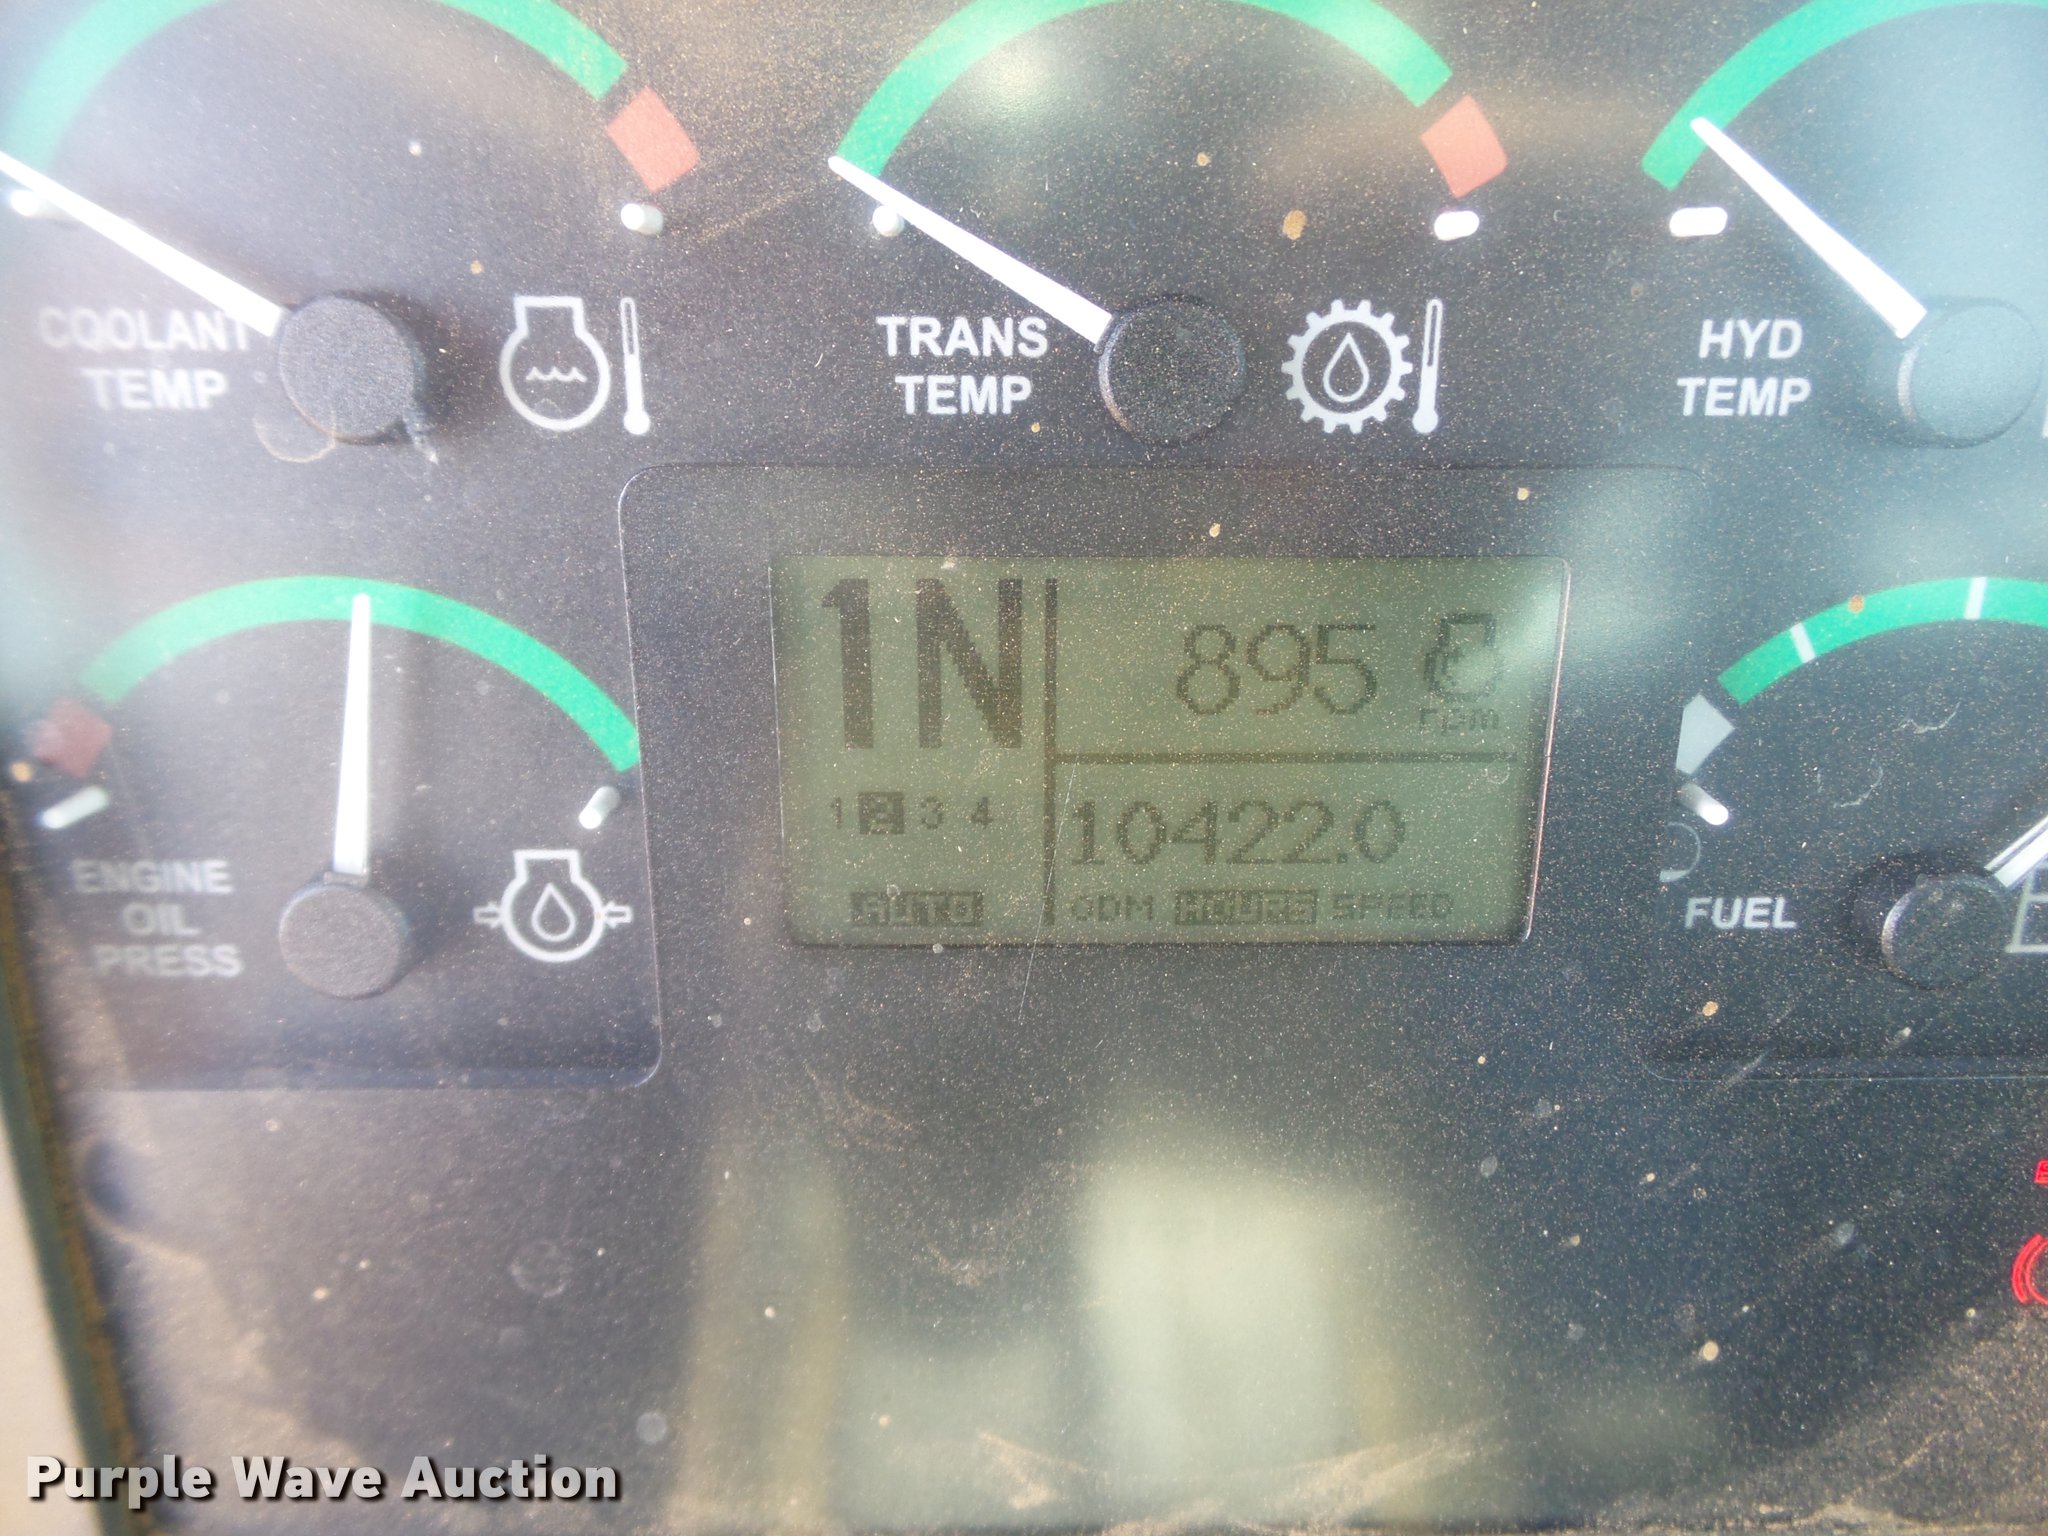 COOLANT
TEMP
TRANS
TEMP
HYD
TEMP
1N
895
rpm
1 2 3 4
10422.0
AUTO
ODM HOURS SPEED
ENGINE
OIL
PRESS
FUEL
Purple Wave Auction